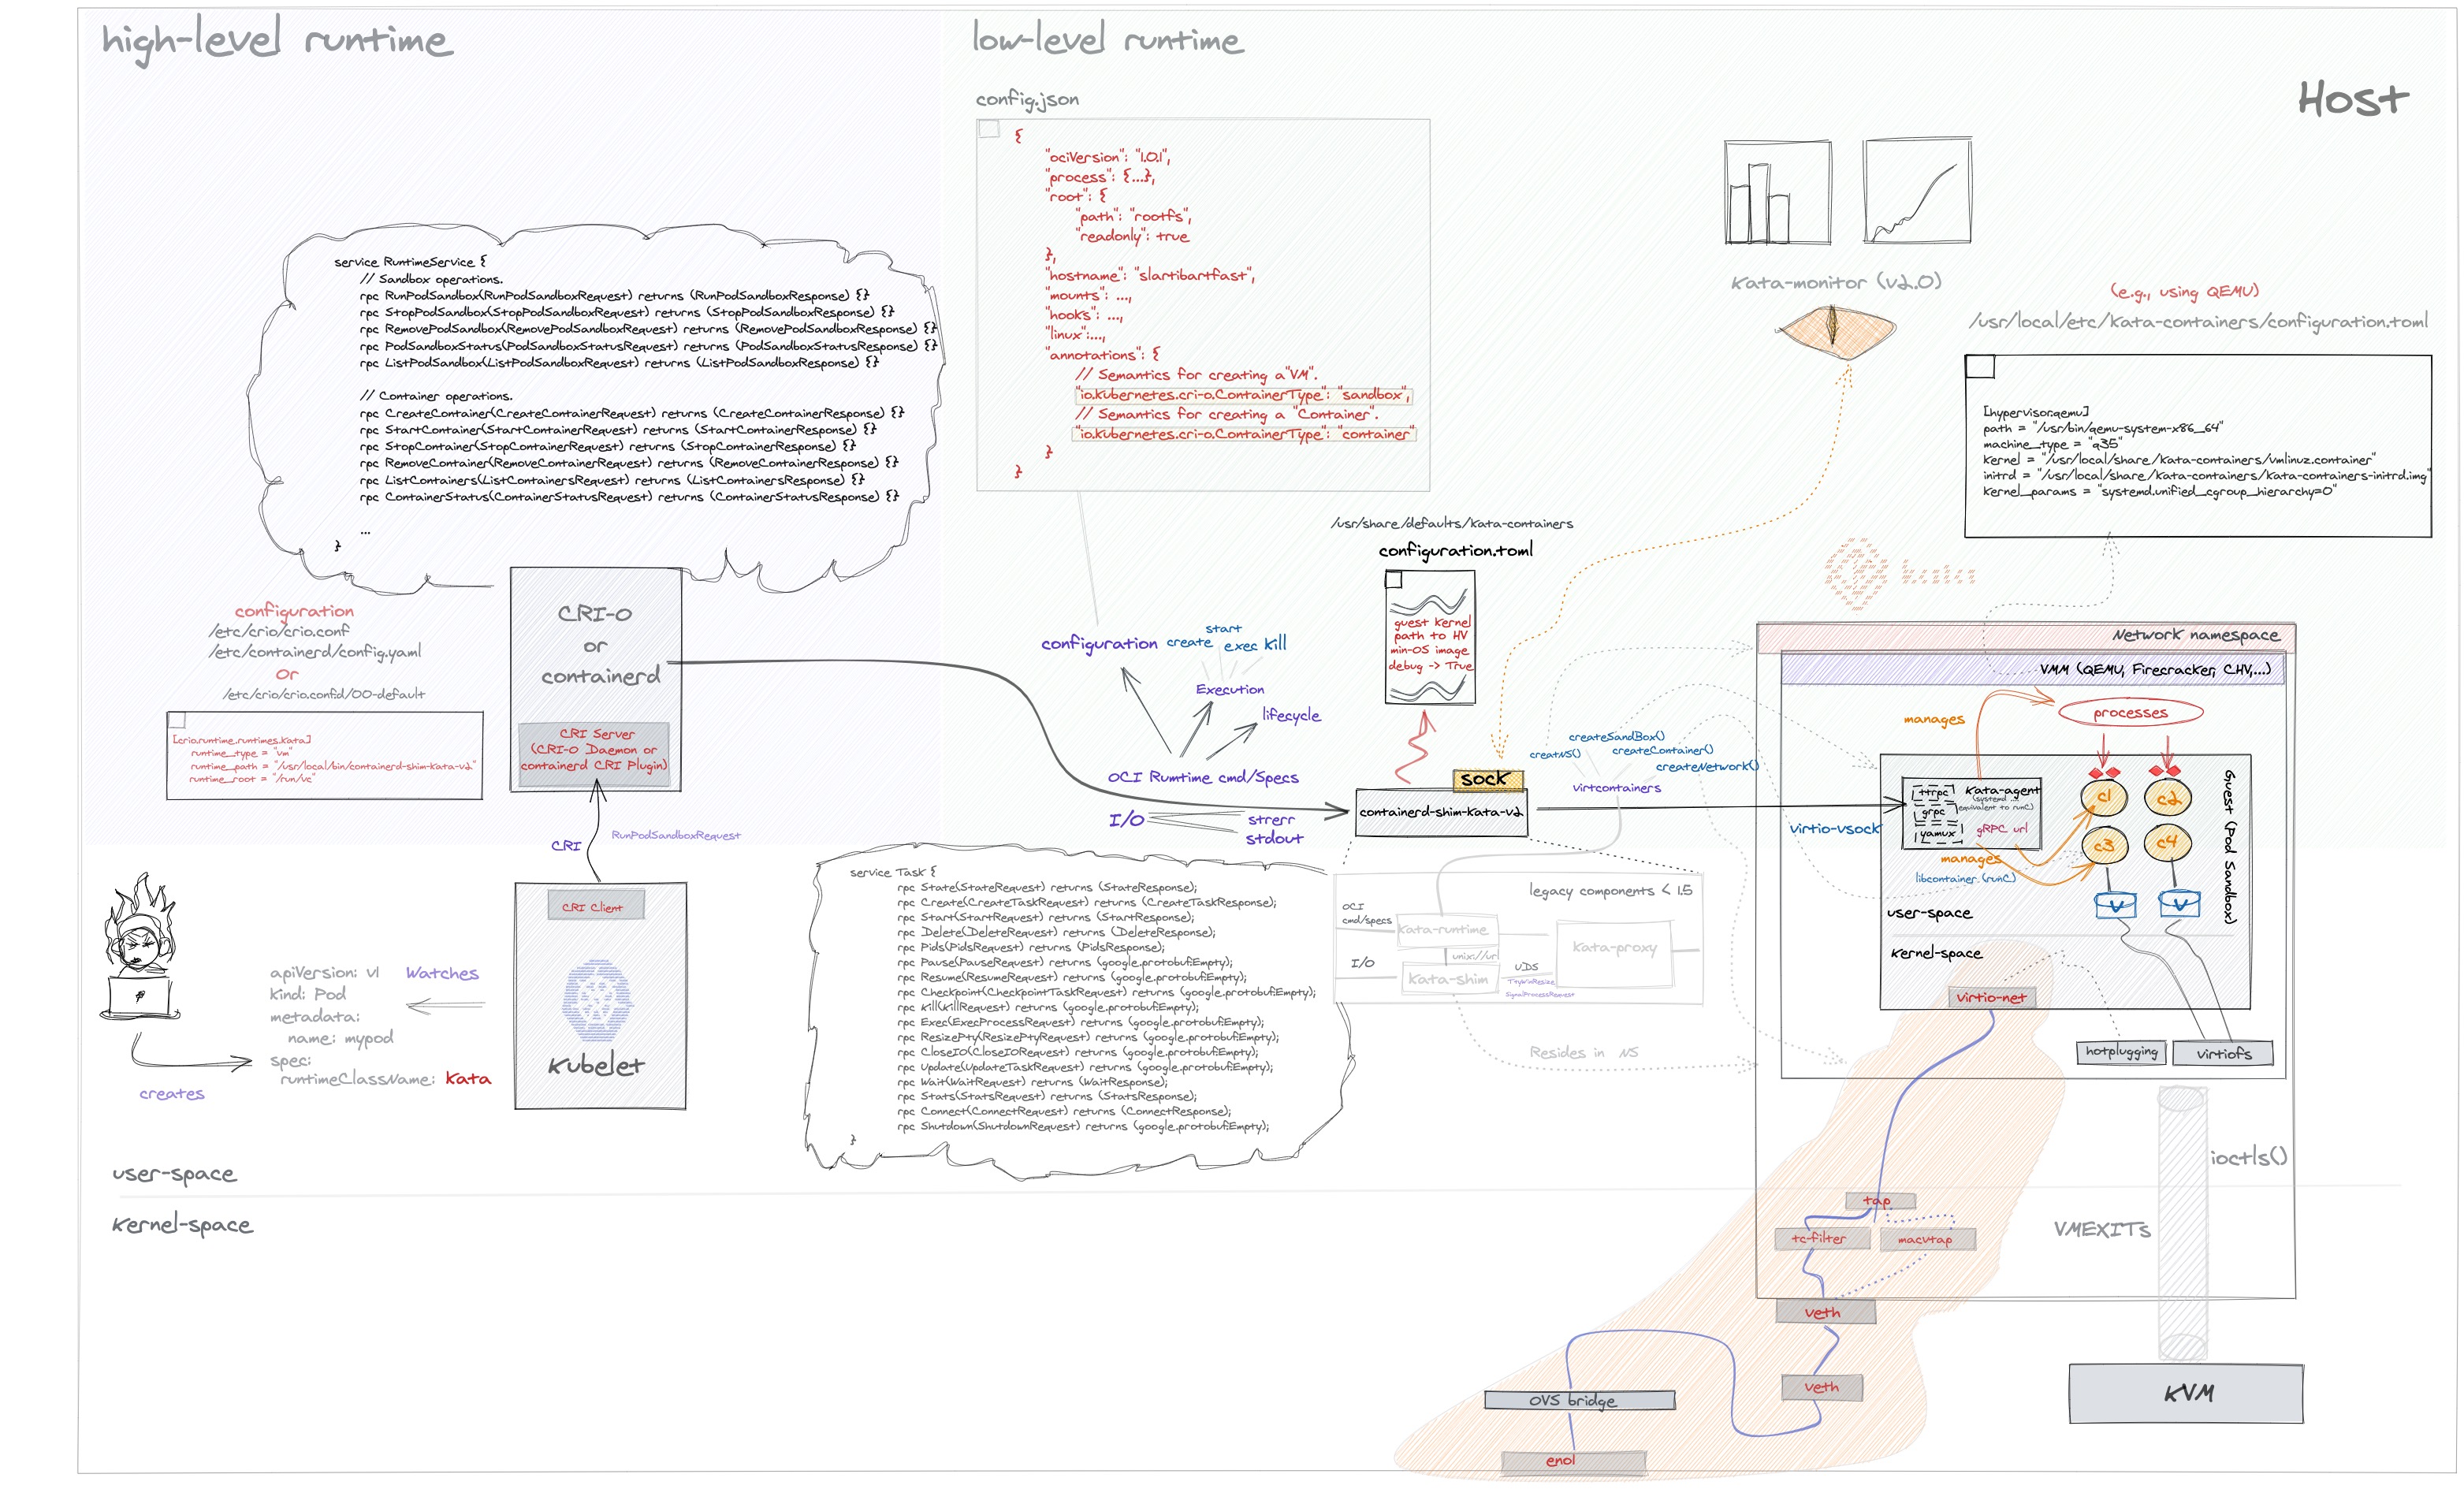 high-level runtime
low-level runtime
Host
config.json
{
"ociVersion": "1.0.1",
"process": {...},
"root": {
"path": "rootfs",
"readonly": true
},
"hostname": "slartibartfast",
"mounts": ...,
"hooks": ...,
"linux":...,
"annotations": {
// Semantics for creating a"VM".
"io.kubernetes.cri-o.ContainerType": "sandbox",
// Semantics for creating a "Container".
"io.kubernetes.cri-o.ContainerType": "container"
}
}
service RuntimeService {
// Sandbox operations.
rpc RunPodSandbox(RunPodSandboxRequest) returns (RunPodSandboxResponse) {}
rpc StopPodSandbox(StopPodSandboxRequest) returns (StopPodSandboxResponse) {}
rpc RemovePodSandbox(RemovePodSandboxRequest) returns (RemovePodSandboxResponse) {}
rpc PodSandboxStatus(PodSandboxStatusRequest) returns (PodSandboxStatusResponse) {}
rpc ListPodSandbox(ListPodSandboxRequest) returns (ListPodSandboxResponse) {}
// Container operations.
rpc CreateContainer(CreateContainerRequest) returns (CreateContainerResponse) {}
rpc StartContainer(StartContainerRequest) returns (StartContainerResponse) {}
rpc StopContainer(StopContainerRequest) returns (StopContainerResponse) {}
rpc RemoveContainer(RemoveContainerRequest) returns (RemoveContainerResponse) {}
rpc ListContainers(ListContainersRequest) returns (ListContainersResponse) {}
rpc ContainerStatus(ContainerStatusRequest) returns (ContainerStatusResponse) {}
...
}
Kata-monitor (v2.0)
(e.g., using QEMU)
/usr/local/etc/kata-containers/configuration.toml
[hypervisor.qemu]
path = "/usr/bin/qemu-system-x86_64"
machine_type = "q35"
kernel = "/usr/local/share/kata-containers/vmlinuz.container"
initrd = "/usr/local/share/kata-containers/kata-containers-initrd.img
kernel_params = "systemd.unified_cgroup_hierarchy=0"
kata
configuration
/etc/crio/crio.conf
/etc/containerd/config.yaml
Or
/etc/crio/crio.conf.d/00-default
[crio.runtime.runtimes.kata]
runtime_type = "vm"
runtime_path = "/usr/local/bin/containerd-shim-kata-v2"
runtime_root = "/run/vc"
CRI-O
or
containerd
CRI Server
(CRI-O Daemon or
containerd CRI Plugin)
CRI
RunPodSandboxRequest
CRI Client
Kubelet
apiVersion: v1
kind: Pod
metadata:
name: mypod
spec:
runtimeClassName: kata
Watches
creates
user-space
kernel-space
configuration
start
create
exec
kill
Execution
lifecycle
OCI Runtime cmd/Specs
I/O
strerr
stdout
/usr/share/defaults/kata-containers
configuration.toml
guest kernel
path to HV
min-OS image
debug -> True
sock
containerd-shim-kata-v2
createSandBox()
creatNS()
createContainer()
createNetwork()
virtcontainers
service Task {
rpc State(StateRequest) returns (StateResponse);
rpc Create(CreateTaskRequest) returns (CreateTaskResponse);
rpc Start(StartRequest) returns (StartResponse);
rpc Delete(DeleteRequest) returns (DeleteResponse);
rpc Pids(PidsRequest) returns (PidsResponse);
rpc Pause(PauseRequest) returns (google.protobuf.Empty);
rpc Resume(ResumeRequest) returns (google.protobuf.Empty);
rpc Checkpoint(CheckpointTaskRequest) returns (google.protobuf.Empty);
rpc Kill(KillRequest) returns (google.protobuf.Empty);
rpc Exec(ExecProcessRequest) returns (google.protobuf.Empty);
rpc ResizePty(ResizePtyRequest) returns (google.protobuf.Empty);
rpc CloseIO(CloseIORequest) returns (google.protobuf.Empty);
rpc Update(UpdateTaskRequest) returns (google.protobuf.Empty);
rpc Wait(WaitRequest) returns (WaitResponse);
rpc Stats(StatsRequest) returns (StatsResponse);
rpc Connect(ConnectRequest) returns (ConnectResponse);
rpc Shutdown(ShutdownRequest) returns (google.protobuf.Empty);
}
legacy components < 1.5
OCI
cmd/specs
kata-runtime
unix://url
I/O
kata-shim
UDS
TtyWinResize
SignalProcessRequest
kata-proxy
Resides in NS
Network namespace
VMM (QEMU, Firecracker, CHV,...)
manages
processes
ttrpc
grpc
yamux
kata-agent
(systemd ...
equivalent to runC)
gRPC url
virtio-vsock
manages
libcontainer (runC)
c1
c2
c3
c4
v
v
Guest (Pod Sandbox)
user-space
kernel-space
virtio-net
hotplugging
virtiofs
ioctls()
VMEXITs
tap
tc-filter
macvtap
veth
veth
OVS bridge
eno1
KVM